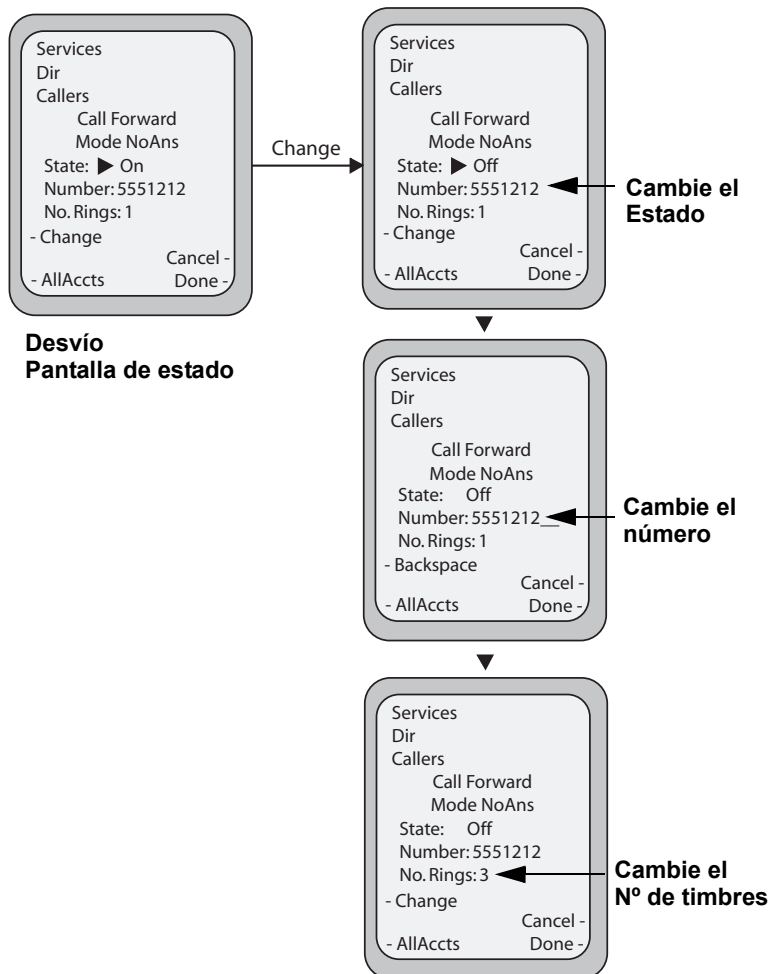 Services
Dir
Callers
Call Forward
Mode NoAns
State: ▶ On
Number: 5551212
No. Rings: 1
- Change
Cancel -
- AllAccts Done -
Desvío
Pantalla de estado
Change
Services
Dir
Callers
Call Forward
Mode NoAns
State: ▶ Off
Number: 5551212
No. Rings: 1
- Change
Cancel -
- AllAccts Done -
Cambie el
Estado
Services
Dir
Callers
Call Forward
Mode NoAns
State: Off
Number: 5551212__
No. Rings: 1
- Backspace
Cancel -
- AllAccts Done -
Cambie el
número
Services
Dir
Callers
Call Forward
Mode NoAns
State: Off
Number: 5551212
No. Rings: 3
- Change
Cancel -
- AllAccts Done -
Cambie el
Nº de timbres